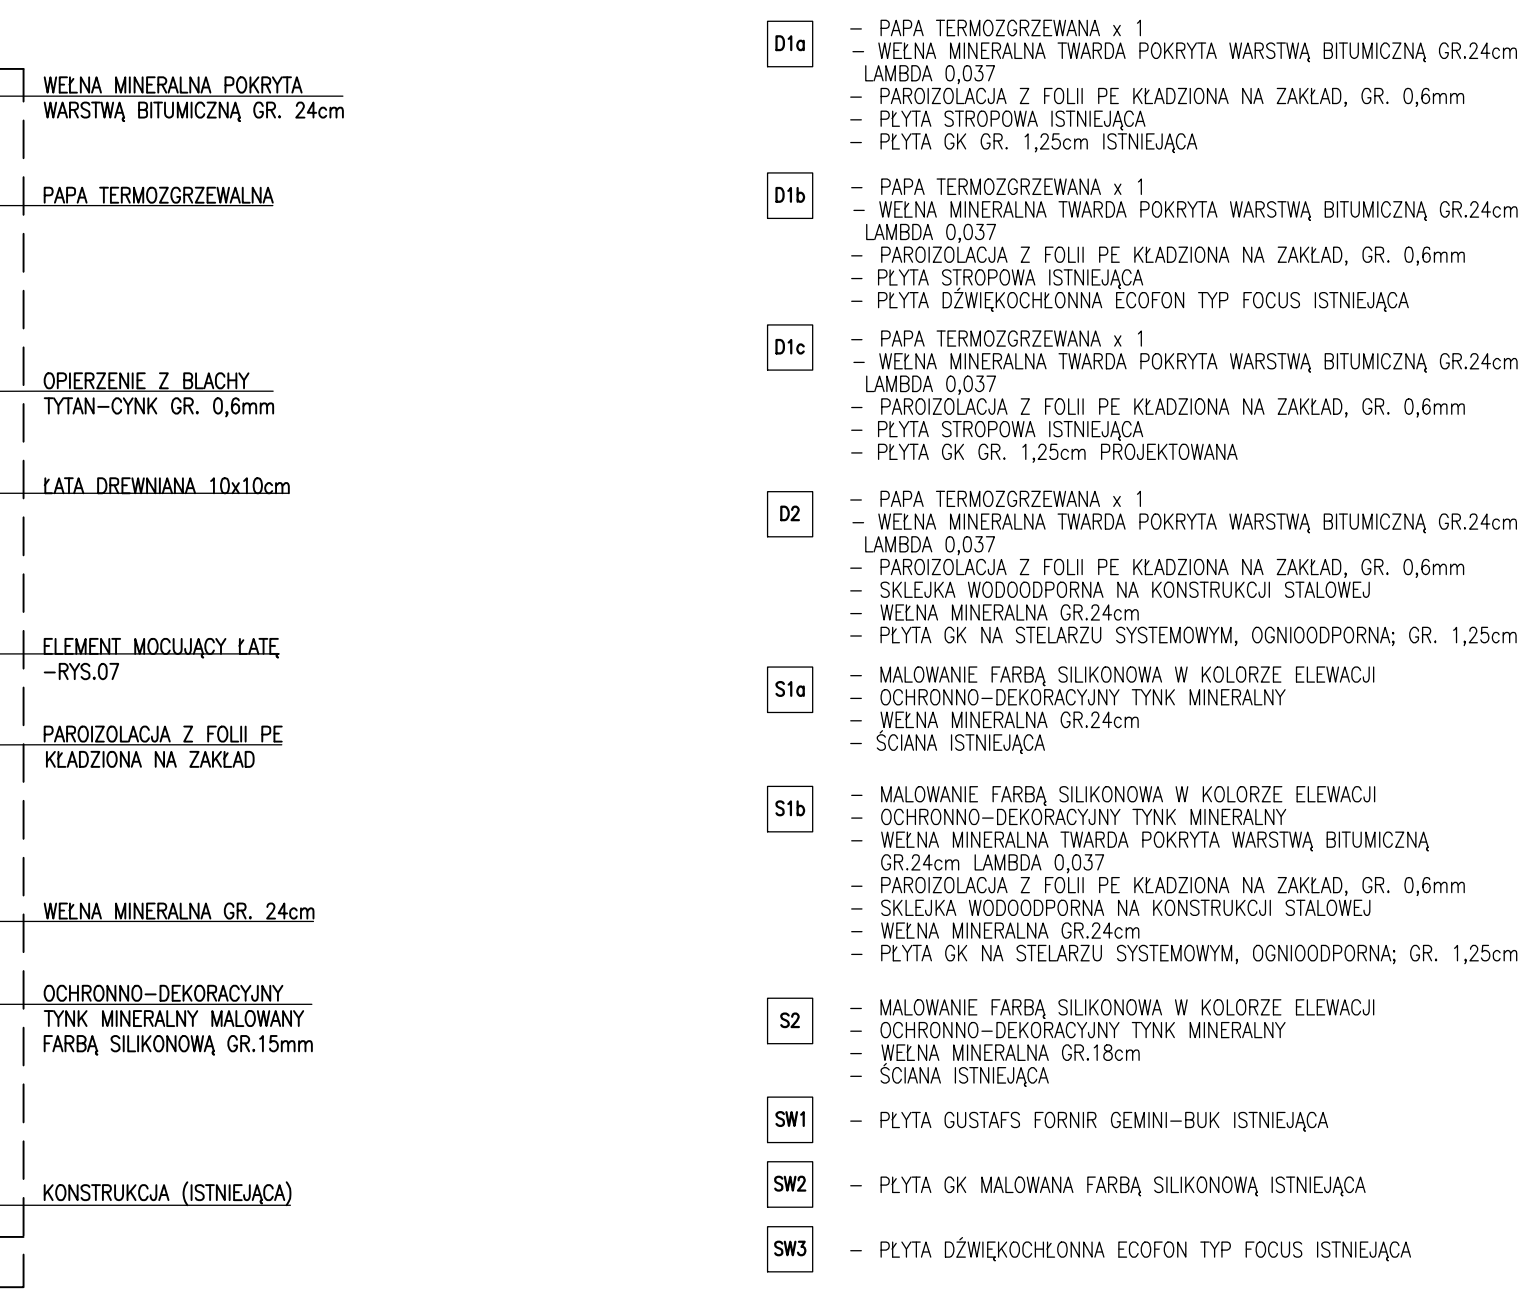 WEŁNA MINERALNA POKRYTA
WARSTWĄ BITUMICZNĄ GR. 24cm
PAPA TERMOZGRZEWALNA
OPIERZENIE Z BLACHY
TYTAN-CYNK GR. 0,6mm
ŁATA DREWNIANA 10x10cm
ELEMENT MOCUJĄCY ŁATĘ
-RYS.07
PAROIZOLACJA Z FOLII PE
KŁADZIONA NA ZAKŁAD
WEŁNA MINERALNA GR. 24cm
OCHRONNO-DEKORACYJNY
TYNK MINERALNY MALOWANY
FARBĄ SILIKONOWĄ GR.15mm
KONSTRUKCJA (ISTNIEJĄCA)
D1a
- PAPA TERMOZGRZEWANA x 1
- WEŁNA MINERALNA TWARDA POKRYTA WARSTWĄ BITUMICZNĄ GR.24cm
LAMBDA 0,037
- PAROIZOLACJA Z FOLII PE KŁADZIONA NA ZAKŁAD, GR. 0,6mm
- PŁYTA STROPOWA ISTNIEJĄCA
- PŁYTA GK GR. 1,25cm ISTNIEJĄCA
D1b
- PAPA TERMOZGRZEWANA x 1
- WEŁNA MINERALNA TWARDA POKRYTA WARSTWĄ BITUMICZNĄ GR.24cm
LAMBDA 0,037
- PAROIZOLACJA Z FOLII PE KŁADZIONA NA ZAKŁAD, GR. 0,6mm
- PŁYTA STROPOWA ISTNIEJĄCA
- PŁYTA DŹWIĘKOCHŁONNA ECOFON TYP FOCUS ISTNIEJĄCA
D1c
- PAPA TERMOZGRZEWANA x 1
- WEŁNA MINERALNA TWARDA POKRYTA WARSTWĄ BITUMICZNĄ GR.24cm
LAMBDA 0,037
- PAROIZOLACJA Z FOLII PE KŁADZIONA NA ZAKŁAD, GR. 0,6mm
- PŁYTA STROPOWA ISTNIEJĄCA
- PŁYTA GK GR. 1,25cm PROJEKTOWANA
D2
- PAPA TERMOZGRZEWANA x 1
- WEŁNA MINERALNA TWARDA POKRYTA WARSTWĄ BITUMICZNĄ GR.24cm
LAMBDA 0,037
- PAROIZOLACJA Z FOLII PE KŁADZIONA NA ZAKŁAD, GR. 0,6mm
- SKLEJKA WODOODPORNA NA KONSTRUKCJI STALOWEJ
- WEŁNA MINERALNA GR.24cm
- PŁYTA GK NA STELARZU SYSTEMOWYM, OGNIOODPORNA; GR. 1,25cm
S1a
- MALOWANIE FARBĄ SILIKONOWA W KOLORZE ELEWACJI
- OCHRONNO-DEKORACYJNY TYNK MINERALNY
- WEŁNA MINERALNA GR.24cm
- ŚCIANA ISTNIEJĄCA
S1b
- MALOWANIE FARBĄ SILIKONOWA W KOLORZE ELEWACJI
- OCHRONNO-DEKORACYJNY TYNK MINERALNY
- WEŁNA MINERALNA TWARDA POKRYTA WARSTWĄ BITUMICZNĄ
GR.24cm LAMBDA 0,037
- PAROIZOLACJA Z FOLII PE KŁADZIONA NA ZAKŁAD, GR. 0,6mm
- SKLEJKA WODOODPORNA NA KONSTRUKCJI STALOWEJ
- WEŁNA MINERALNA GR.24cm
- PŁYTA GK NA STELARZU SYSTEMOWYM, OGNIOODPORNA; GR. 1,25cm
S2
- MALOWANIE FARBĄ SILIKONOWA W KOLORZE ELEWACJI
- OCHRONNO-DEKORACYJNY TYNK MINERALNY
- WEŁNA MINERALNA GR.18cm
- ŚCIANA ISTNIEJĄCA
SW1
- PŁYTA GUSTAFS FORNIR GEMINI-BUK ISTNIEJĄCA
SW2
- PŁYTA GK MALOWANA FARBĄ SILIKONOWĄ ISTNIEJĄCA
SW3
- PŁYTA DŹWIĘKOCHŁONNA ECOFON TYP FOCUS ISTNIEJĄCA